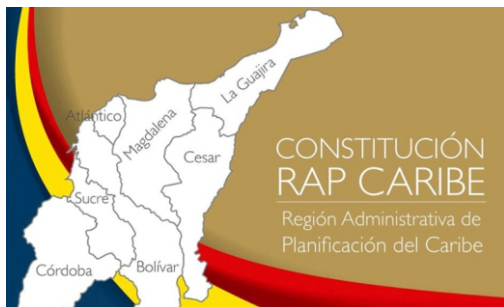 La Guajira
Atlántico
Magdalena
Cesar
Sucre
Córdoba
Bolívar
CONSTITUCIÓN
RAP CARIBE
Región Administrativa de
Planificación del Caribe